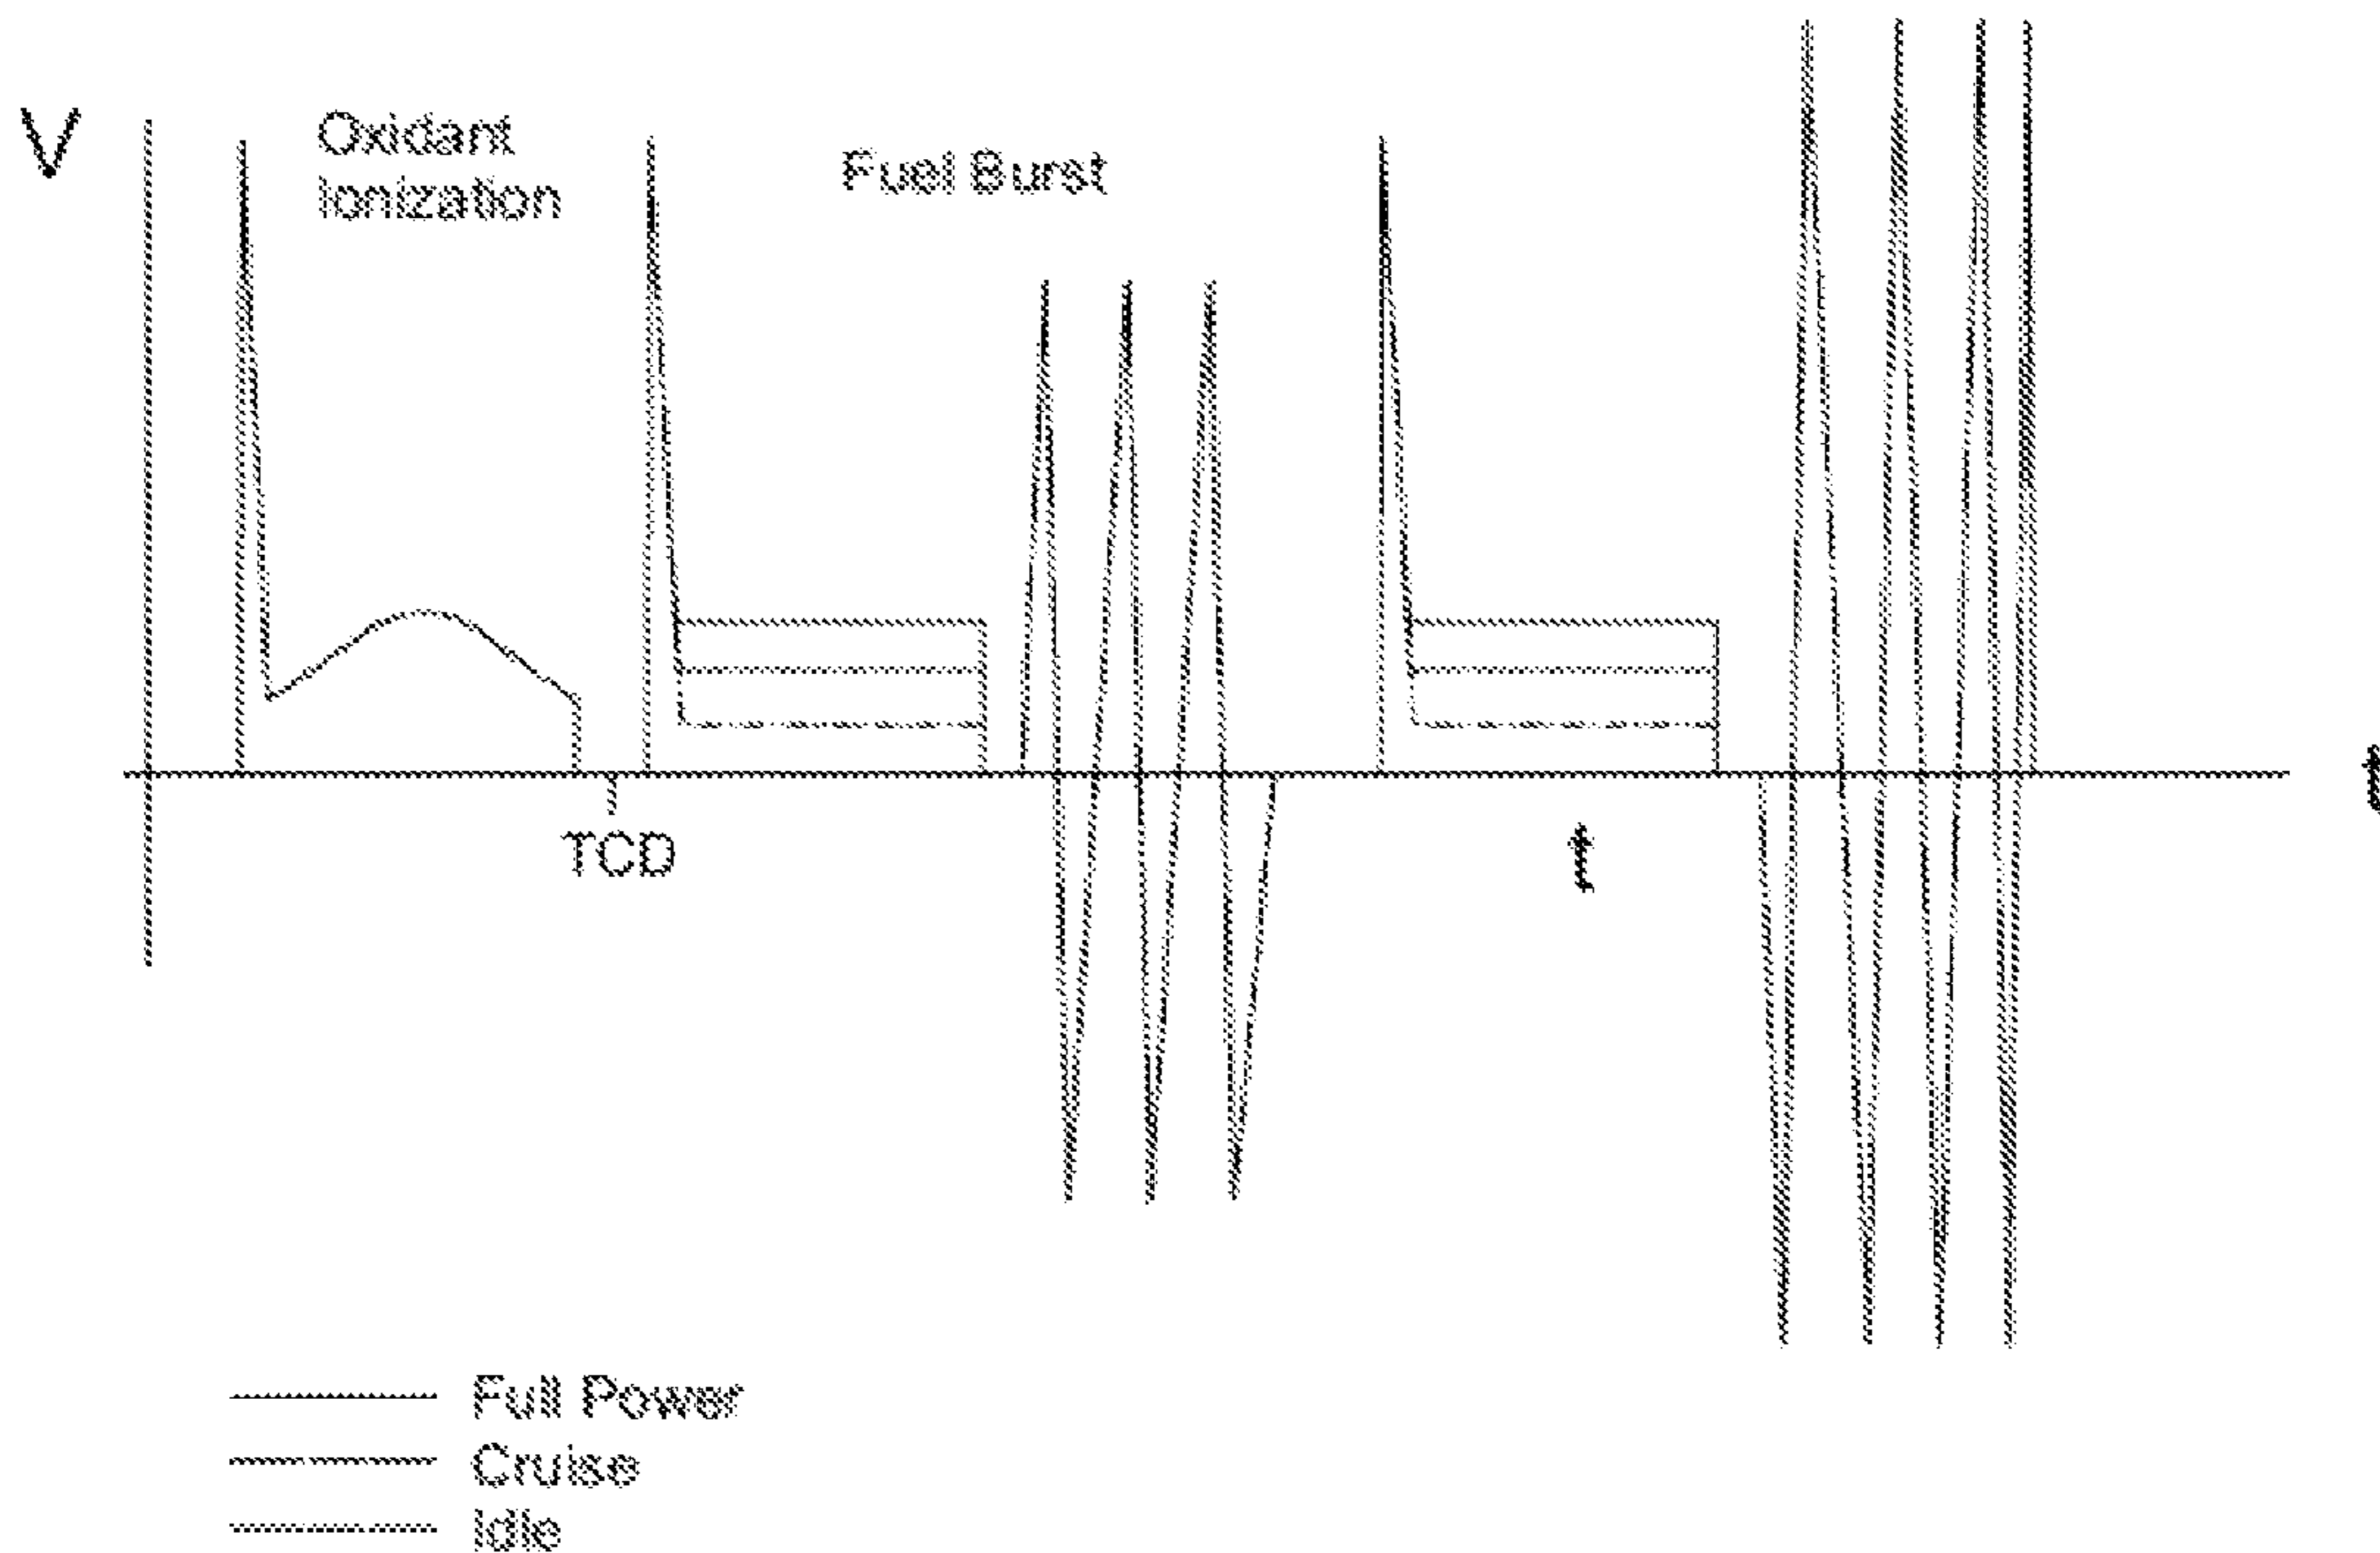 V
Oxidant
Ionization
Fuel Burst
t
TCD
t
Full Power
Cruise
Idle